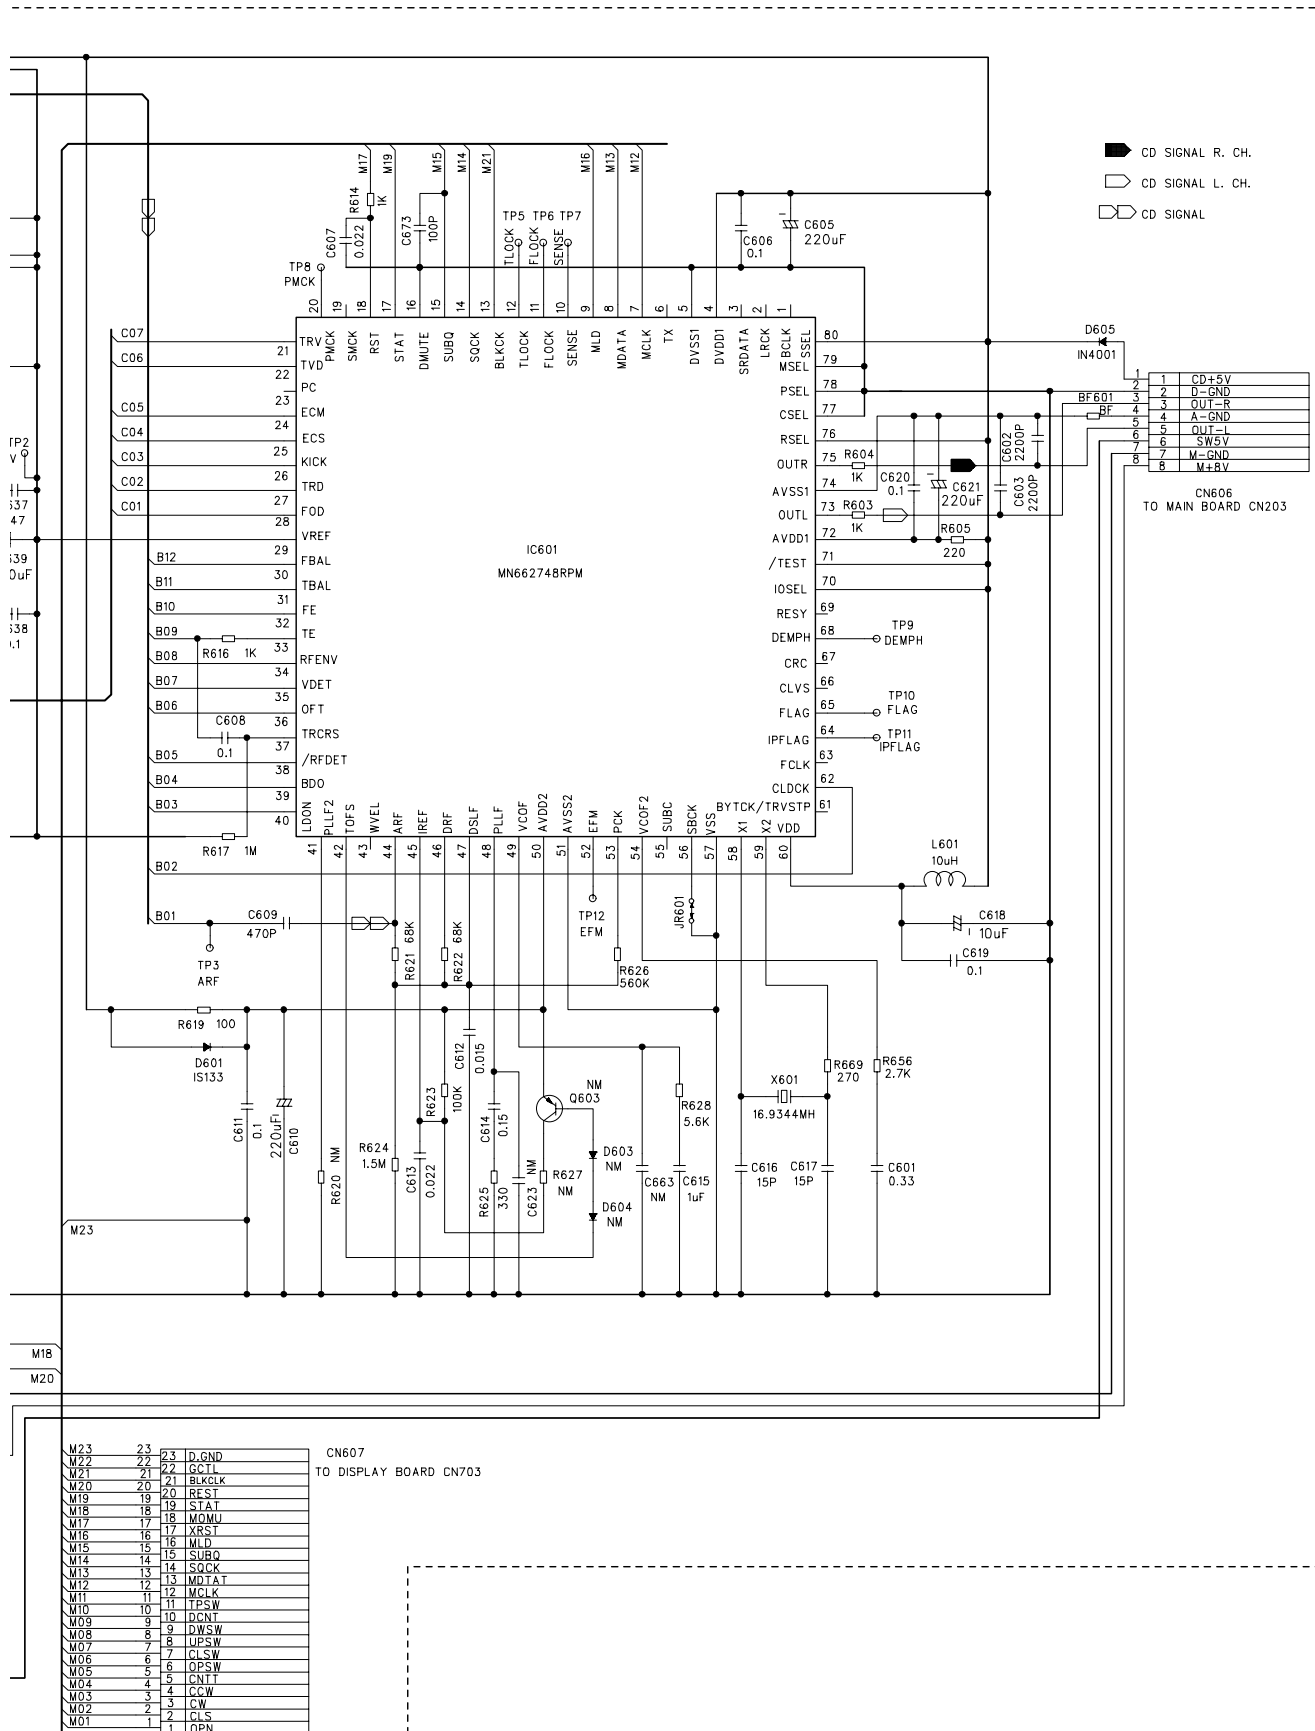 CD SIGNAL R. CH.
CD SIGNAL L. CH.
CD SIGNAL
M17
M19
M15
M14
M21
M16
M13
M12
R614
1K
C607
0.022
C673
100P
TP5 TP6 TP7
TLOCK
FLOCK
SENSE
C606
0.1
C605
220uF
TP8
PMCK
20
19
18
17
16
15
14
13
12
11
10
9
8
7
6
5
4
3
2
1
PMCK
SMCK
RST
STAT
DMUTE
SUBQ
SQCK
BLKCK
TLOCK
FLOCK
SENSE
MLD
MDATA
MCLK
TX
DVSS1
DVDD1
SRDATA
LRCK
BCLK
SSEL
C07
C06
C05
C04
C03
C02
C01
B12
B11
B10
B09
B08
B07
B06
B05
B04
B03
B02
B01
TRV
21
TVD
22
PC
23
ECM
24
ECS
25
KICK
26
TRD
27
FOD
28
VREF
29
FBAL
30
TBAL
31
FE
32
TE
33
RFENV
34
VDET
35
OFT
36
TRCRS
37
/RFDET
38
BDO
39
LDON
40
IC601
MN662748RPM
80
MSEL
79
PSEL
78
CSEL
77
RSEL
76
OUTR
75
AVSS1
74
OUTL
73
AVDD1
72
/TEST
71
IOSEL
70
RESY
69
DEMPH
68
CRC
67
CLVS
66
FLAG
65
IPFLAG
64
FCLK
63
CLDCK
62
BYTCK/TRVSTP
61
VDD
60
PLLF2
TOFS
WVEL
ARF
IREF
DRF
DSLF
PLLF
VCOF
AVDD2
AVSS2
EFM
PCK
VCOF2
SUBC
SBCK
VSS
X1
X2
41
42
43
44
45
46
47
48
49
50
51
52
53
54
55
56
57
58
59
D605
IN4001
BF601
BF
R604
1K
R603
1K
C620
0.1
C621
220uF
C602
2200P
C603
2200P
R605
220
1 1 CD+5V
2 2 D-GND
3 3 OUT-R
4 4 A-GND
5 5 OUT-L
6 6 SW5V
7 7 M-GND
8 8 M+8V
CN606
TO MAIN BOARD CN203
TP2
V
637
47
639
0uF
638
.1
R616 1K
C608
0.1
R617 1M
TP9
DEMPH
TP10
FLAG
TP11
IPFLAG
L601
10uH
C618
10uF
C619
0.1
C609
470P
TP3
ARF
R621 68K
R622 68K
TP12
EFM
JR601
R626
560K
R619 100
D601
IS133
C611
0.1
220uF
C610
R620 NM
R624
1.5M
C613
0.022
R623
100K
C612
0.015
C614
0.15
R625
330
C623 NM
NM
Q603
R627
NM
D603
NM
D604
NM
C663
NM
R628
5.6K
C615
1uF
X601
16.9344MH
C616
15P
C617
15P
R669
270
R656
2.7K
C601
0.33
M23
M18
M20
CN607
TO DISPLAY BOARD CN703
M23 23 23 D.GND
M22 22 22 GCTL
M21 21 21 BLKCLK
M20 20 20 REST
M19 19 19 STAT
M18 18 18 MOMU
M17 17 17 XRST
M16 16 16 MLD
M15 15 15 SUBQ
M14 14 14 SQCK
M13 13 13 MDTAT
M12 12 12 MCLK
M11 11 11 TPSW
M10 10 10 DCNT
M09 9 9 DWSW
M08 8 8 UPSW
M07 7 7 CLSW
M06 6 6 OPSW
M05 5 5 CNTT
M04 4 4 CCW
M03 3 3 CW
M02 2 2 CLS
M01 1 1 OPN